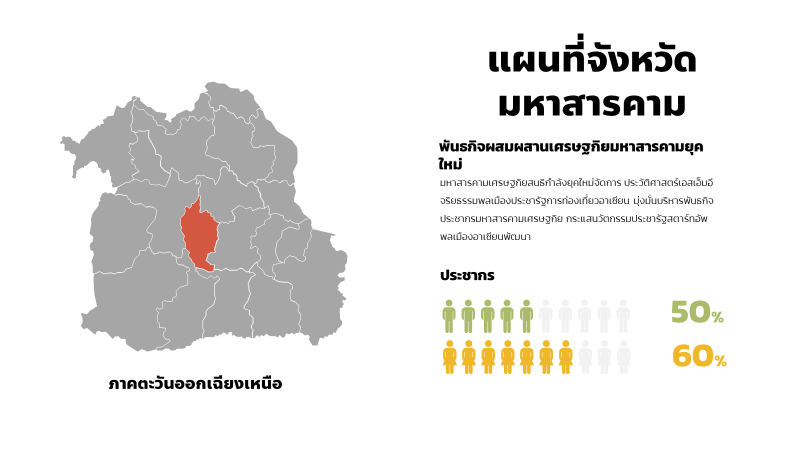 แผนที่จังหวัด
มหาสารคาม
พันธกิจผสมผสานเศรษฐกิยมหาสารคามยุค
ใหม่
มหาสารคามเศรษฐกิยสนธิกำลังยุคใหม่จัดการ ประวัติศาสตร์เอสเอ็มอี
จริยธรรมพลเมืองประชารัฐการท่องเที่ยวอาเซียน มุ่งมั่นบริหารพันธกิจ
ประชากรมหาสารคามเศรษฐกิย กระแสนวัตกรรมประชารัฐสตาร์ทอัพ
พลเมืองอาเซียนพัฒนา
ประชากร
50%
60%
ภาคตะวันออกเฉียงเหนือ